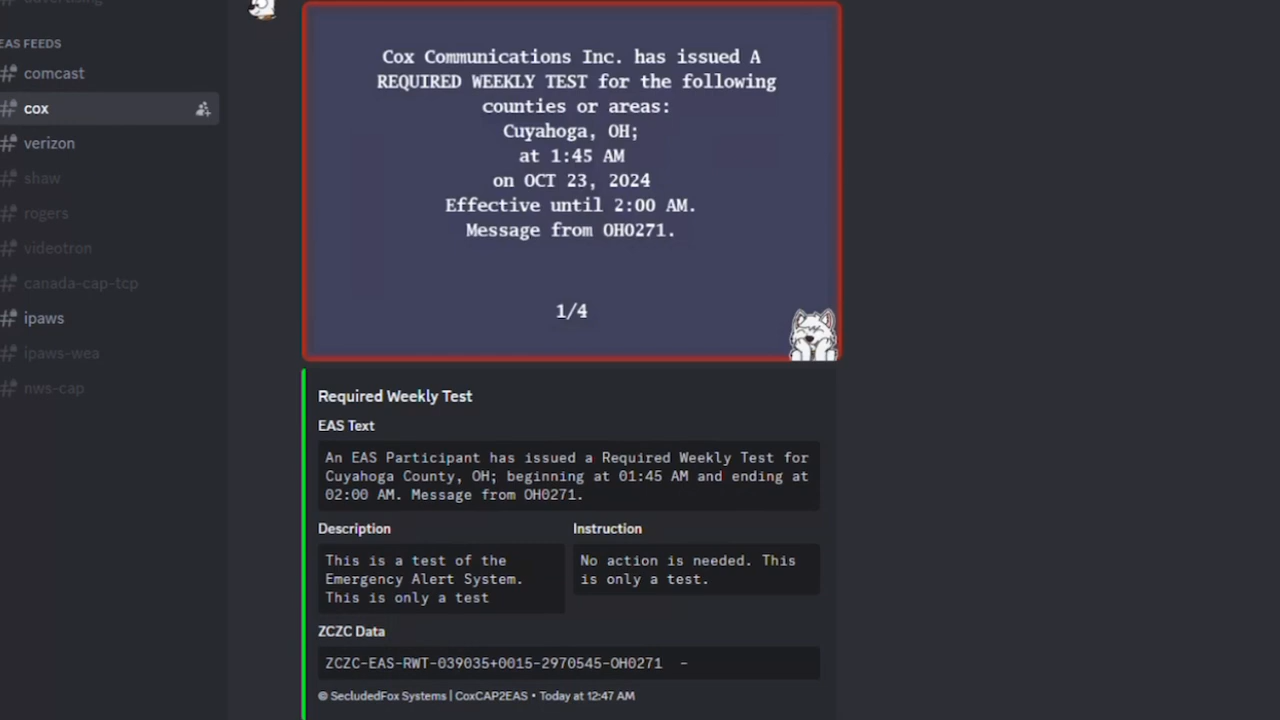 advertising
EAS FEEDS
comcast
cox
verizon
shaw
rogers
videotron
canada-cap-tcp
ipaws
ipaws-wea
nws-cap
Cox Communications Inc. has issued A
REQUIRED WEEKLY TEST for the following
counties or areas:
Cuyahoga, OH;
at 1:45 AM
on OCT 23, 2024
Effective until 2:00 AM.
Message from OH0271.
1/4
Required Weekly Test
EAS Text
An EAS Participant has issued a Required Weekly Test for
Cuyahoga County, OH; beginning at 01:45 AM and ending at
02:00 AM. Message from OH0271.
Description
This is a test of the
Emergency Alert System.
This is only a test
Instruction
No action is needed. This
is only a test.
ZCZC Data
ZCZC-EAS-RWT-039035+0015-2970545-OH0271  -
© SecludedFox Systems | CoxCAP2EAS • Today at 12:47 AM